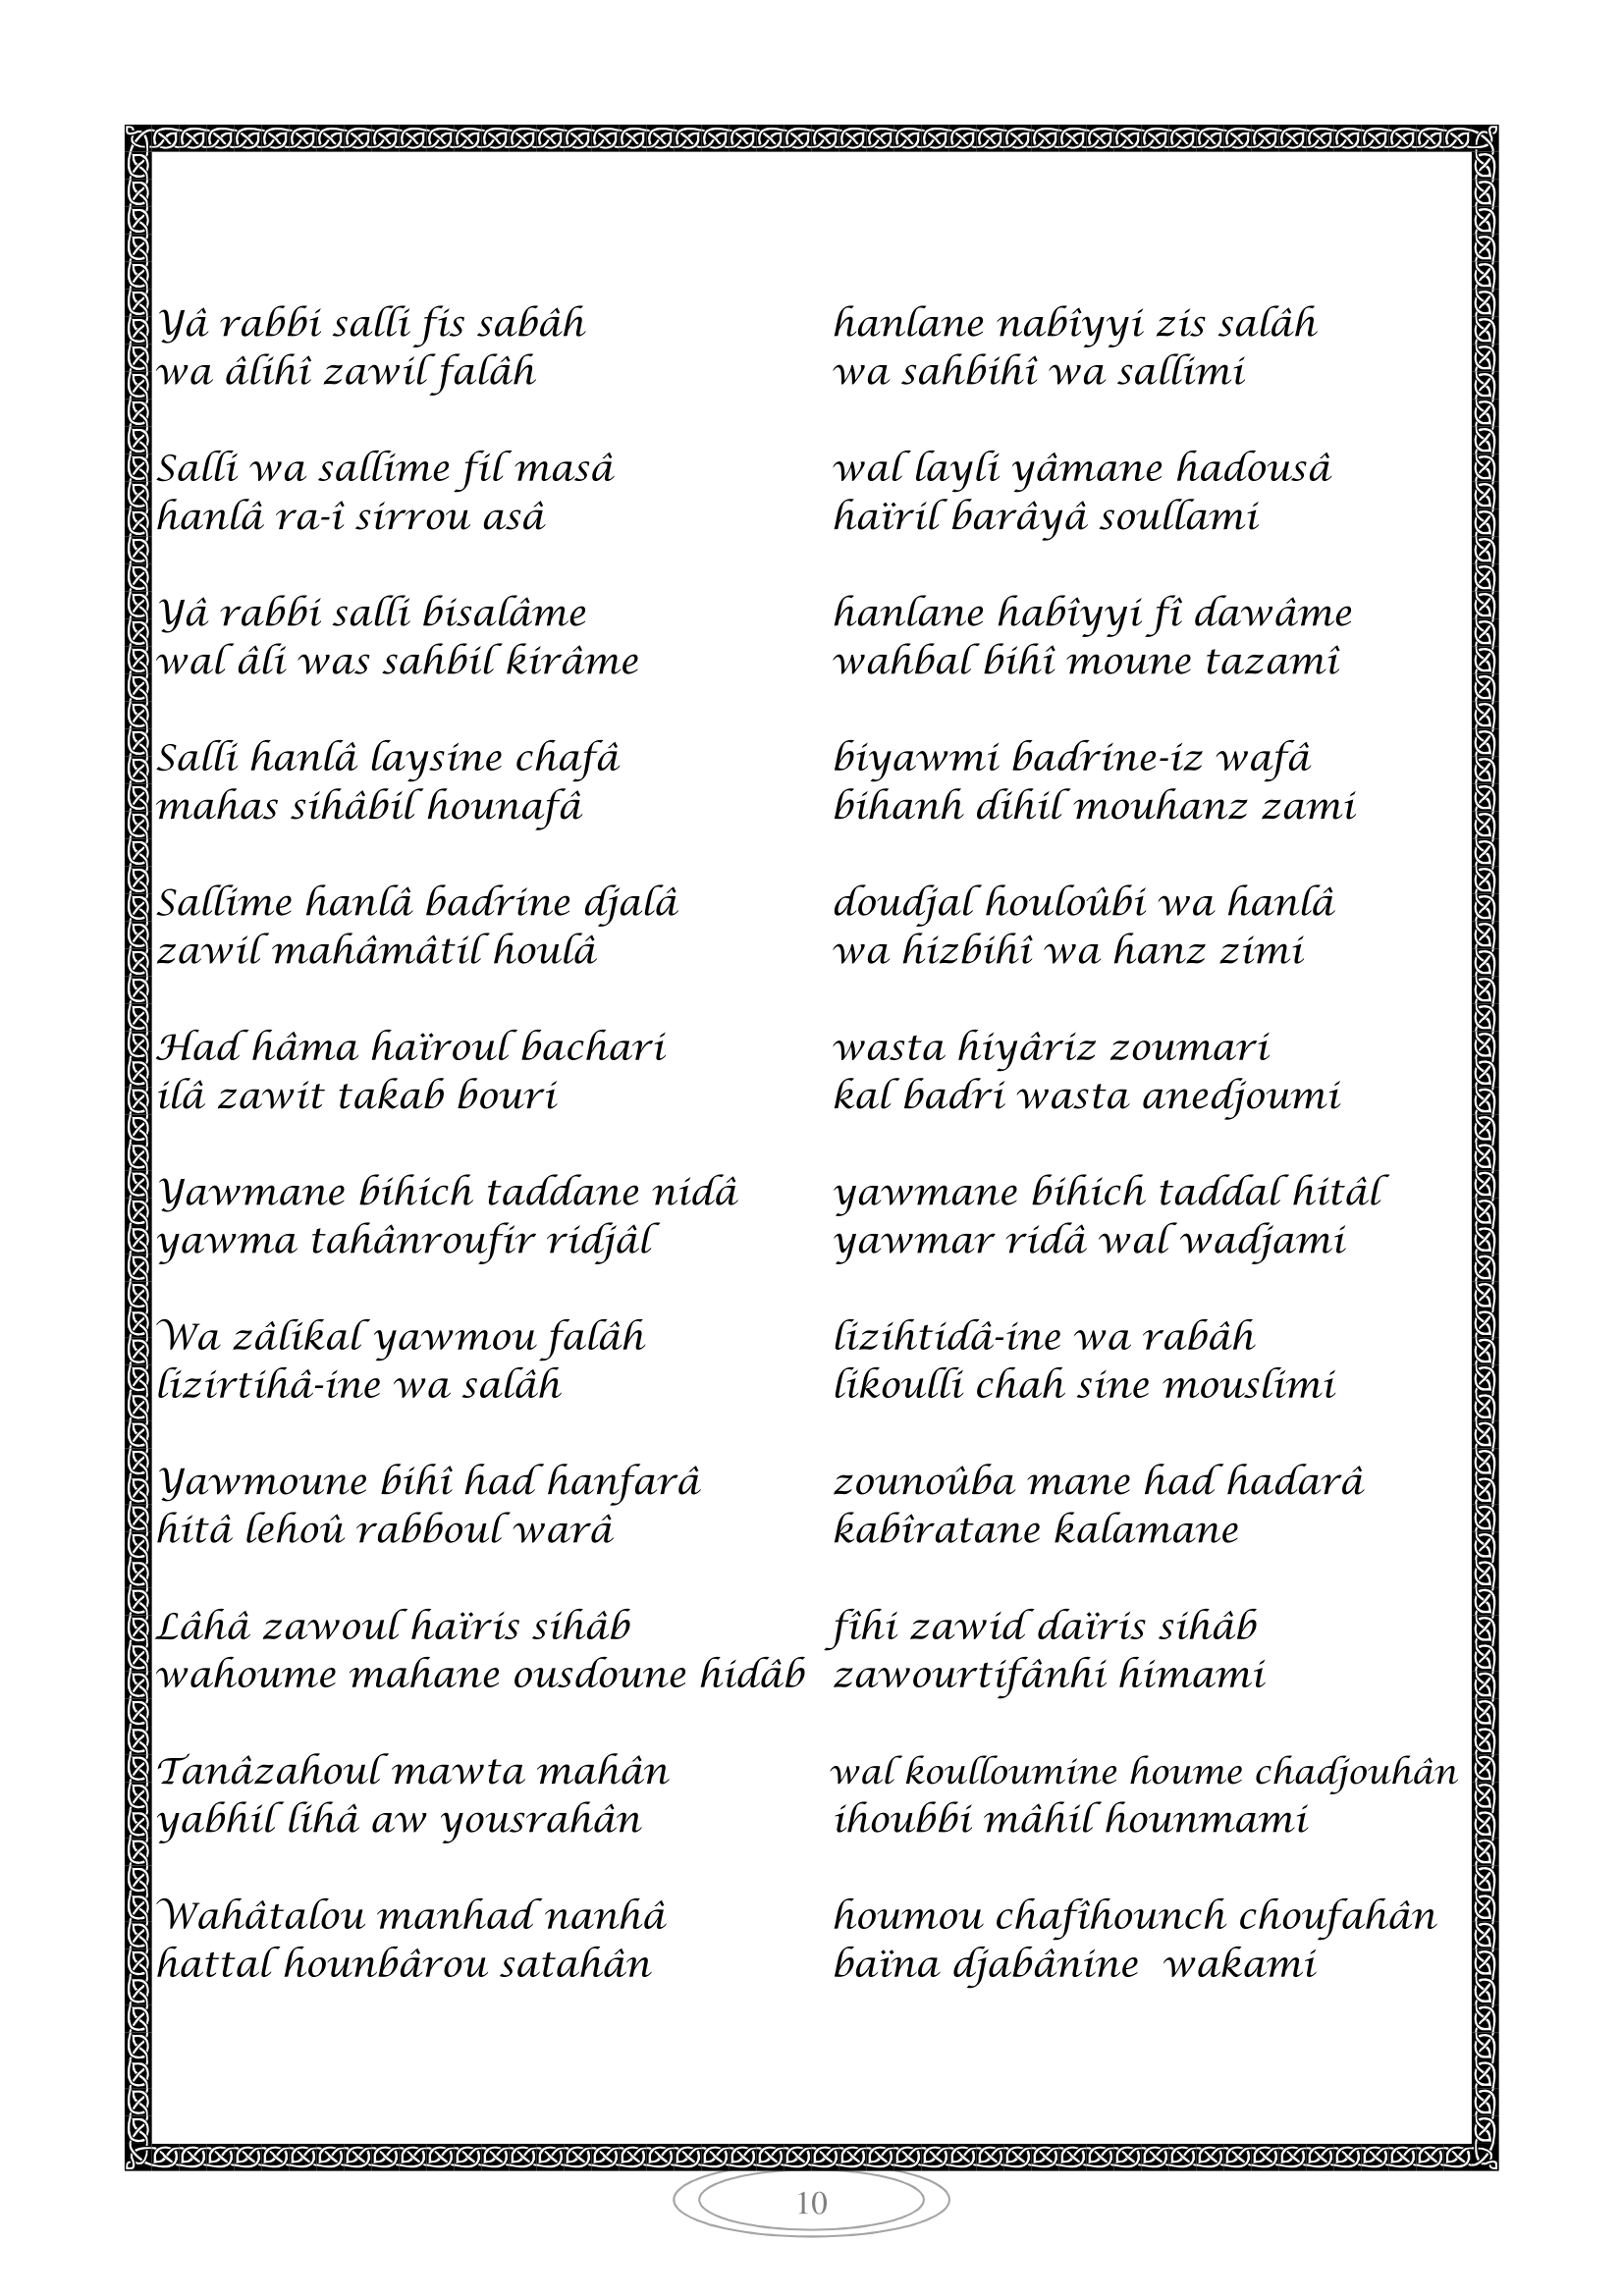 Yâ rabbi salli fis sabâh hanlane nabîyyi zis salâh
wa âlihî zawil falâh wa sahbihî wa sallimi
Salli wa sallime fil masâ wal layli yâmane hadousâ
hanlâ ra-î sirrou asâ haïril barâyâ soullami
Yâ rabbi salli bisalâme hanlane habîyyi fî dawâme
wal âli was sahbil kirâme wahbal bihî moune tazamî
Salli hanlâ laysine chafâ biyawmi badrine-iz wafâ
mahas sihâbil hounafâ bihanh dihil mouhanz zami
Sallime hanlâ badrine djalâ doudjal houloûbi wa hanlâ
zawil mahâmâtil houlâ wa hizbihî wa hanz zimi
Had hâma haïroul bachari wasta hiyâriz zoumari
ilâ zawit takab bouri kal badri wasta anedjoumi
Yawmane bihich taddane nidâ yawmane bihich taddal hitâl
yawma tahânroufir ridjâl yawmar ridâ wal wadjami
Wa zâlikal yawmou falâh lizihtidâ-ine wa rabâh
lizirtihâ-ine wa salâh likoulli chah sine mouslimi
Yawmoune bihî had hanfarâ zounoûba mane had hadarâ
hitâ lehoû rabboul warâ kabîratane kalamane
Lâhâ zawoul haïris sihâb fîhi zawid daïris sihâb
wahoume mahane ousdoune hidâb zawourtifânhi himami
Tanâzahoul mawta mahân wal koulloumine houme chadjouhân
yabhil lihâ aw yousrahân ihoubbi mâhil hounmami
Wahâtalou manhad nanhâ houmou chafîhounch choufahân
hattal hounbârou satahân baïna djabânine wakami
10